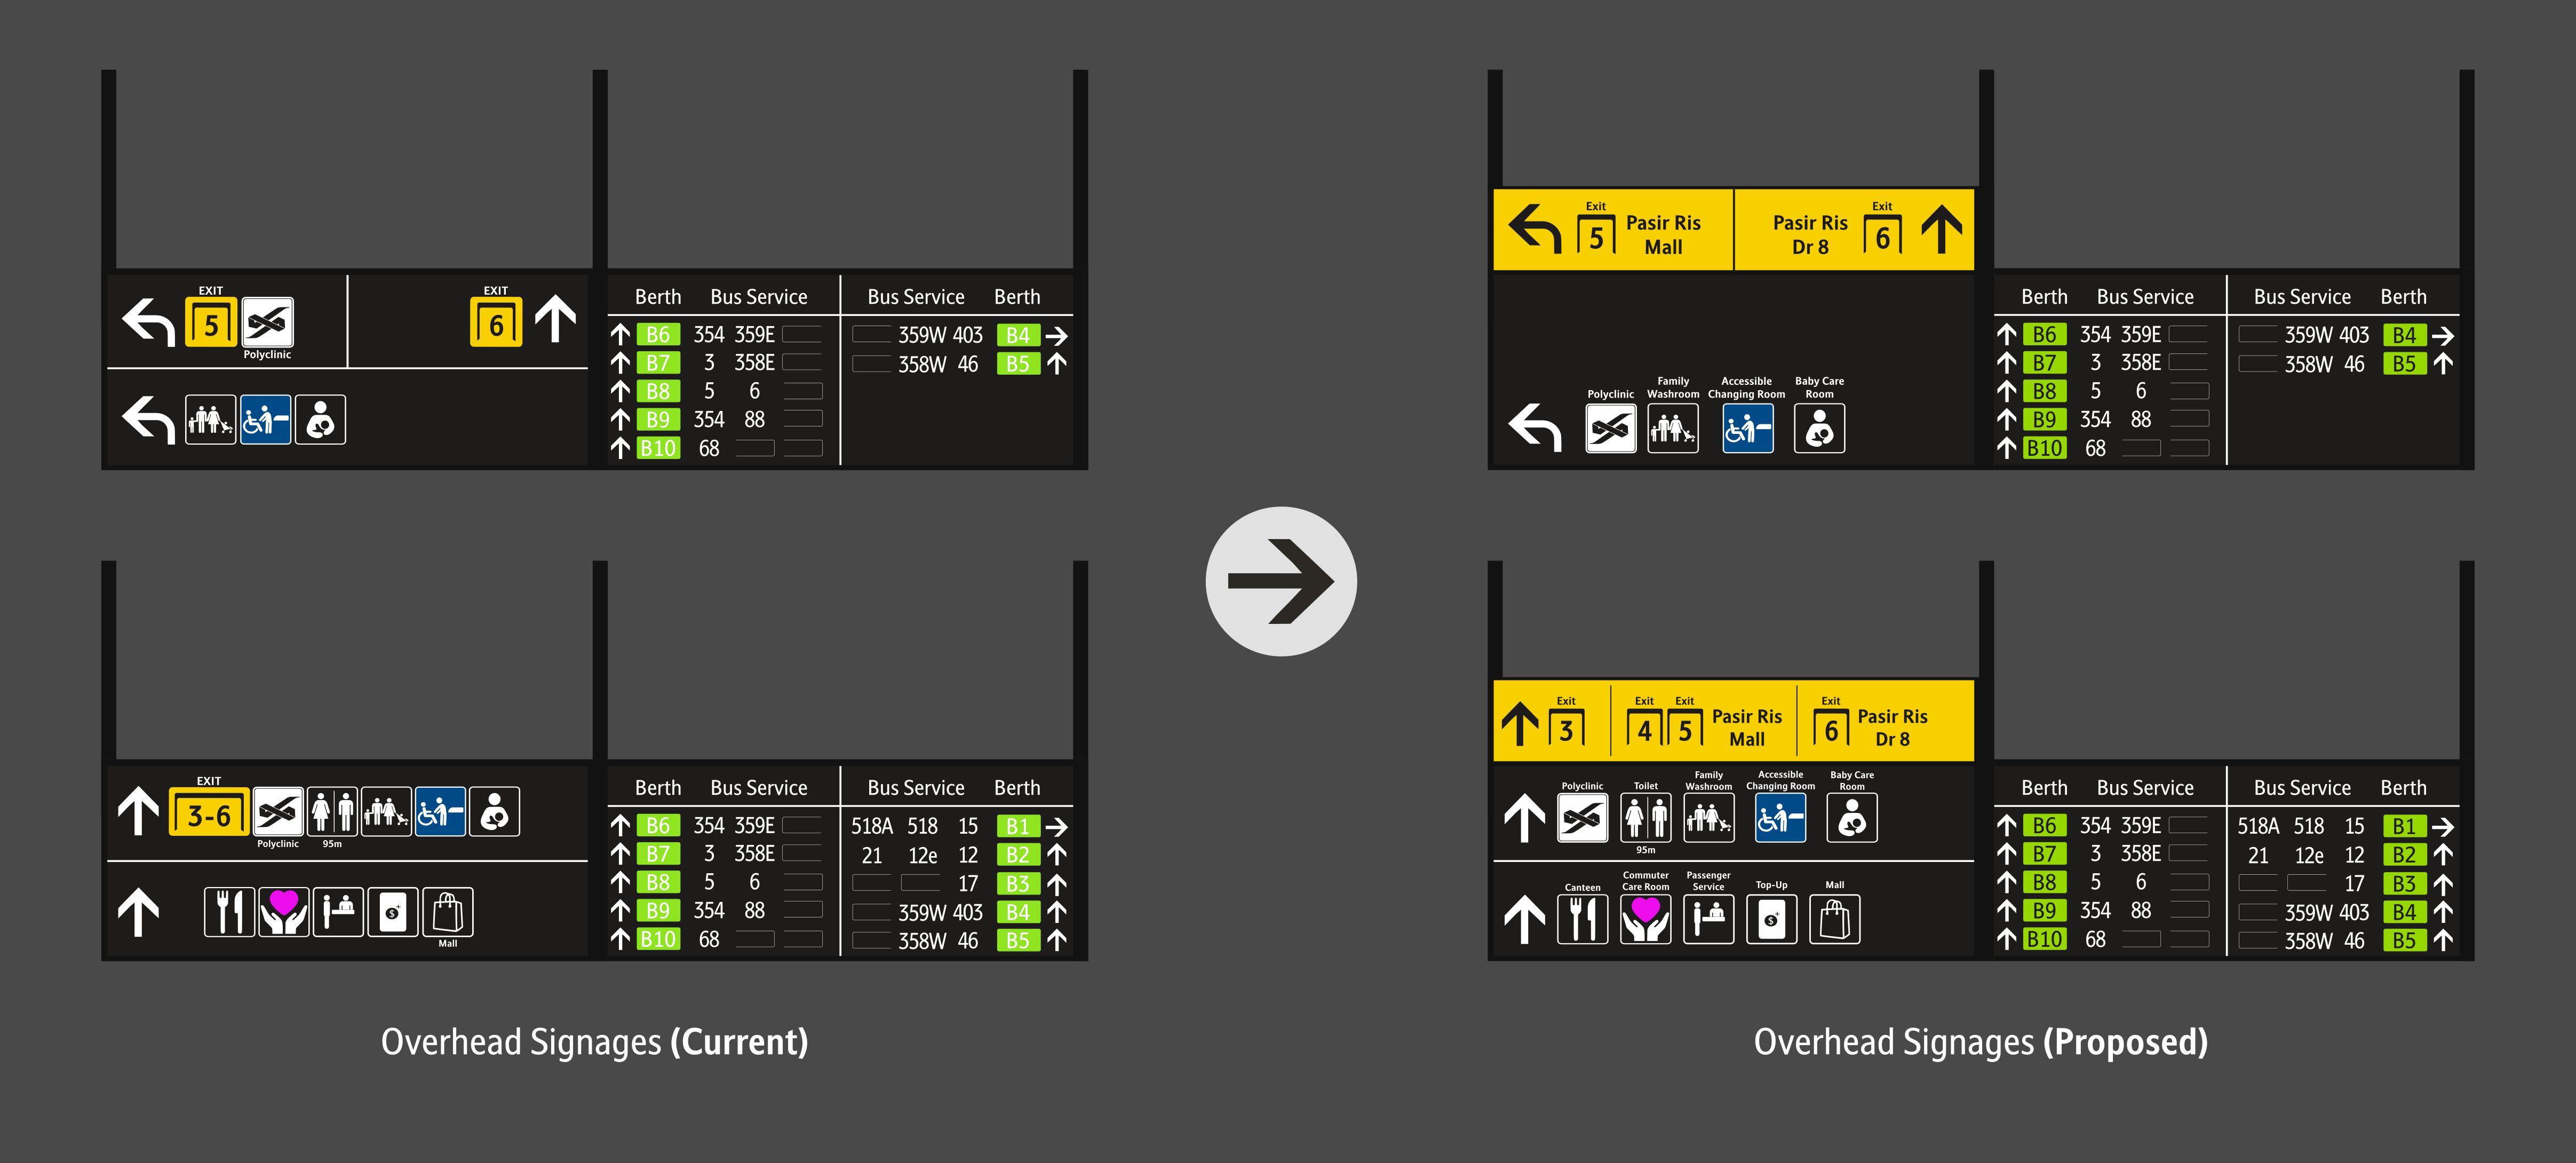 EXIT EXIT
5 6
Polyclinic
Berth Bus Service Bus Service Berth
B6 354 359E 359W 403 B4
B7 3 358E 358W 46 B5
B8 5 6
B9 354 88
B10 68
Exit Exit
5 Pasir Ris Pasir Ris 6
Mall Dr 8
Family Accessible Baby Care
Polyclinic Washroom Changing Room Room
Berth Bus Service Bus Service Berth
B6 354 359E 359W 403 B4
B7 3 358E 358W 46 B5
B8 5 6
B9 354 88
B10 68
EXIT
3-6
Polyclinic 95m
$+
Mall
Berth Bus Service Bus Service Berth
B6 354 359E 518A 518 15 B1
B7 3 358E 21 12e 12 B2
B8 5 6 17 B3
B9 354 88 359W 403 B4
B10 68 358W 46 B5
Exit Exit Exit Exit
3 4 5 Pasir Ris 6 Pasir Ris
Mall Dr 8
Family Accessible Baby Care
Polyclinic Toilet Washroom Changing Room Room
95m
Commuter Passenger
Canteen Care Room Service Top-Up Mall
$+
Berth Bus Service Bus Service Berth
B6 354 359E 518A 518 15 B1
B7 3 358E 21 12e 12 B2
B8 5 6 17 B3
B9 354 88 359W 403 B4
B10 68 358W 46 B5
Overhead Signages (Current)
Overhead Signages (Proposed)